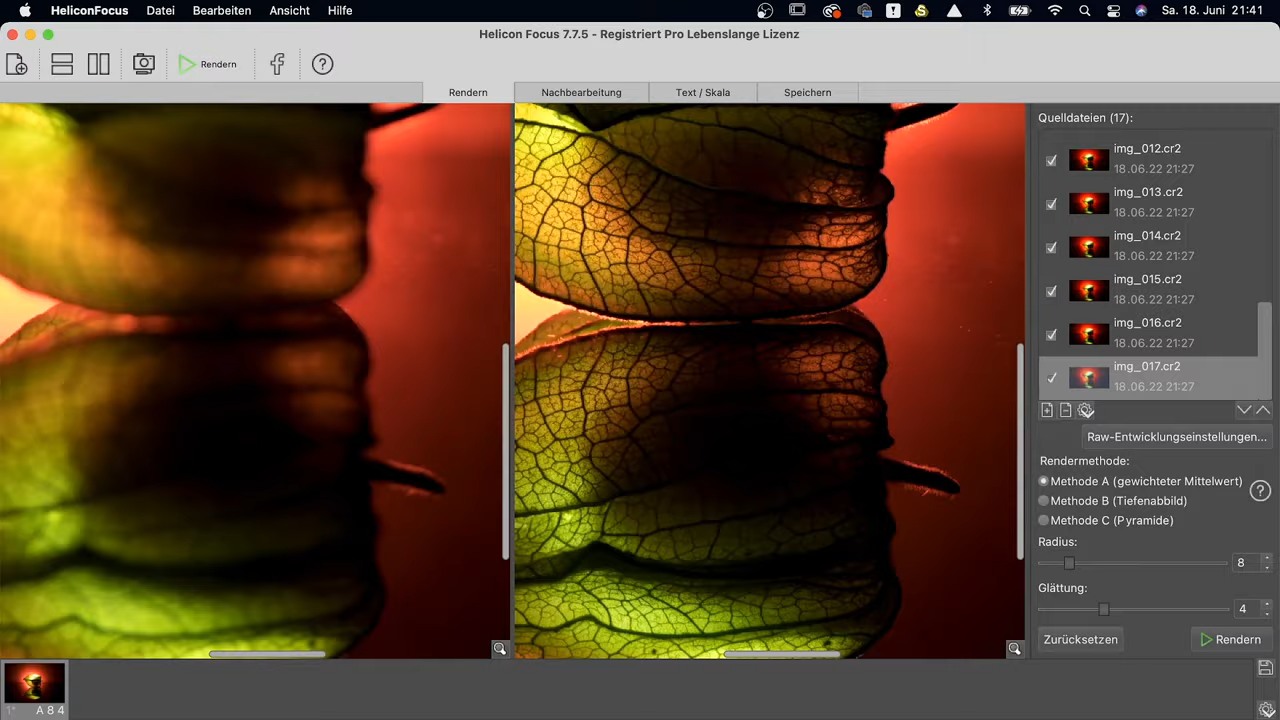 HeliconFocus Datei Bearbeiten Ansicht Hilfe Sa. 18. Juni 21:41
Helicon Focus 7.7.5 - Registriert Pro Lebenslange Lizenz
Rendern
Rendern Nachbearbeitung Text / Skala Speichern
Quelldateien (17):
img_012.cr2
18.06.22 21:27
img_013.cr2
18.06.22 21:27
img_014.cr2
18.06.22 21:27
img_015.cr2
18.06.22 21:27
img_016.cr2
18.06.22 21:27
img_017.cr2
18.06.22 21:27
Raw-Entwicklungseinstellungen...
Rendermethode:
Methode A (gewichteter Mittelwert)
Methode B (Tiefenabbild)
Methode C (Pyramide)
Radius:
8
Glättung:
4
Zurücksetzen Rendern
A 8 4